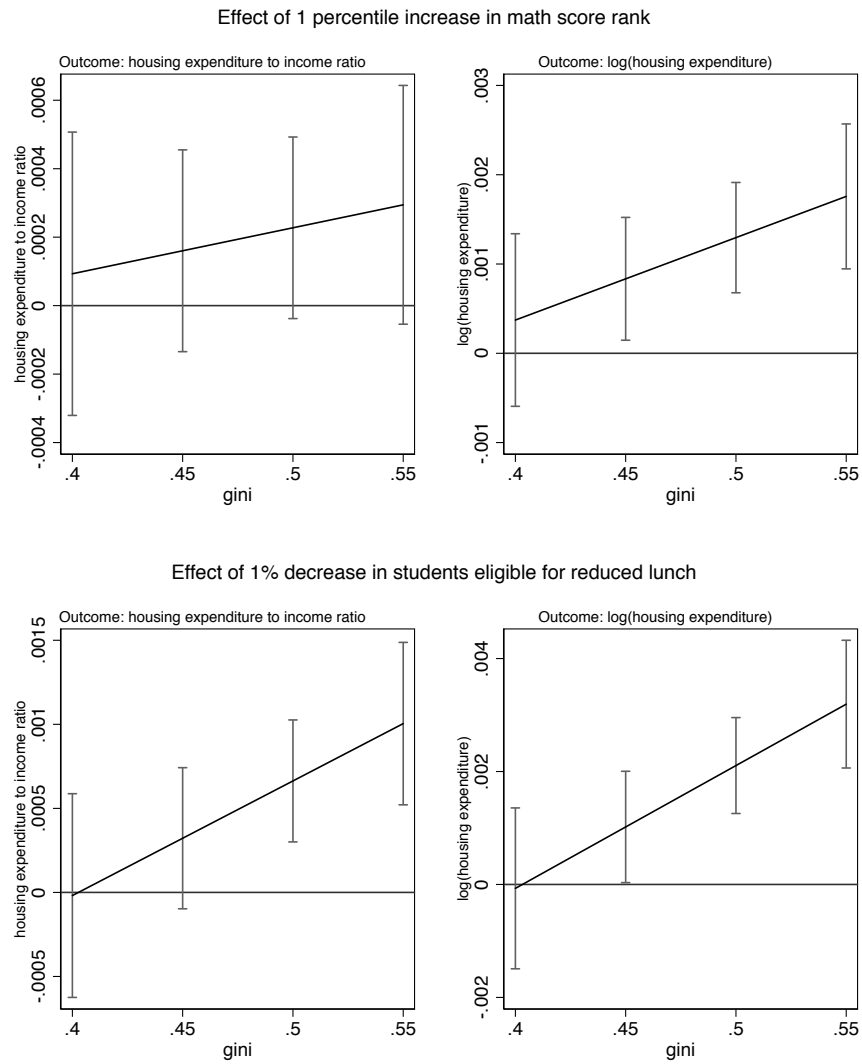 Effect of 1 percentile increase in math score rank
Outcome: housing expenditure to income ratio
housing expenditure to income ratio
.0006
.0004
.0002
0
-.0002
-.0004
.4 .45 .5 .55
gini
Outcome: log(housing expenditure)
log(housing expenditure)
.003
.002
.001
0
-.001
.4 .45 .5 .55
gini
Effect of 1% decrease in students eligible for reduced lunch
Outcome: housing expenditure to income ratio
housing expenditure to income ratio
.0015
.001
.0005
0
-.0005
.4 .45 .5 .55
gini
Outcome: log(housing expenditure)
log(housing expenditure)
.004
.002
0
-.002
.4 .45 .5 .55
gini